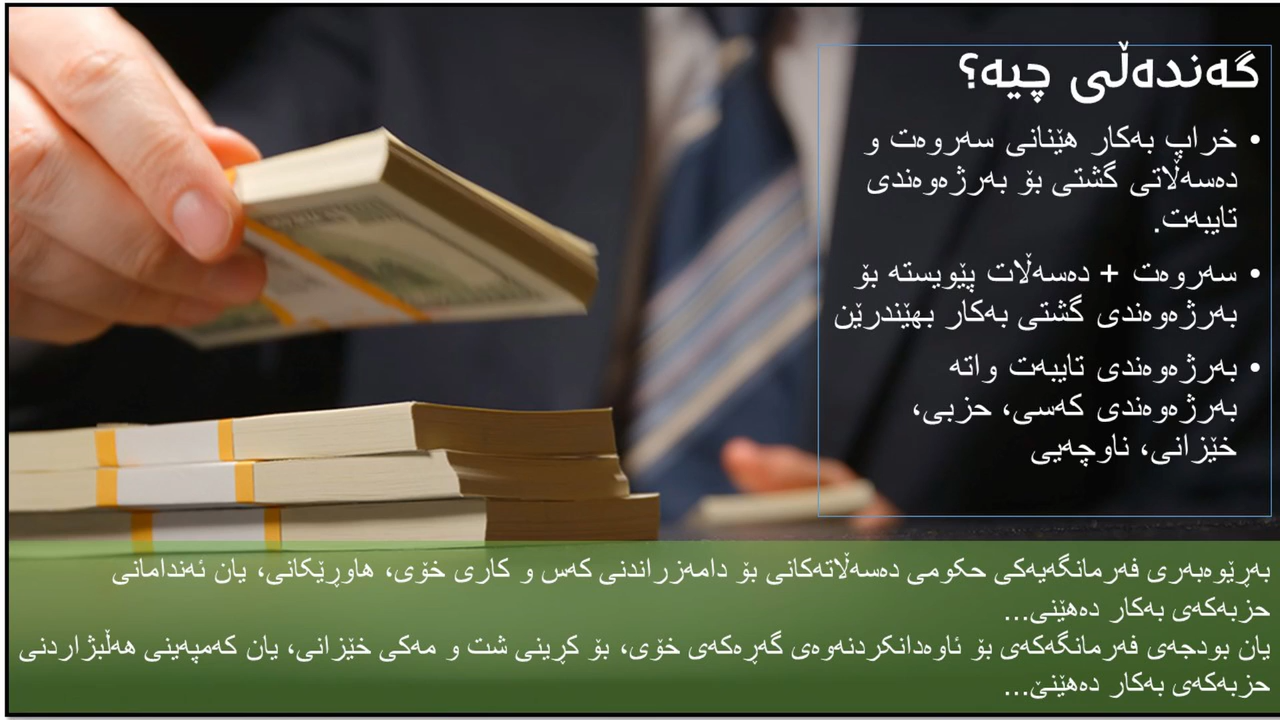 گەندەڵی چیە؟
• خراپ بەکار هێنانی سەروەت و
دەسەڵاتی گشتی بۆ بەرژەوەندی
تایبەت.
• سەروەت + دەسەڵات پێویستە بۆ
بەرژەوەندی گشتی بەکار بهێندرێن
• بەرژەوەندی تایبەت واتە
بەرژەوەندی کەسی، حزبی،
خێزانی، ناوچەیی
بەڕێوەبەری فەرمانگەیەکی حکومی دەسەڵاتەکانی بۆ دامەزراندنی کەس و کاری خۆی، هاوڕێکانی، یان ئەندامانی
حزبەکەی بەکار دەهێنی...
یان بودجەی فەرمانگەکەی بۆ ئاوەدانکردنەوەی گەڕەکەی خۆی، بۆ کڕینی شت و مەکی خێزانی، یان کەمپەینی هەڵبژاردنی
حزبەکەی بەکار دەهێنێ...